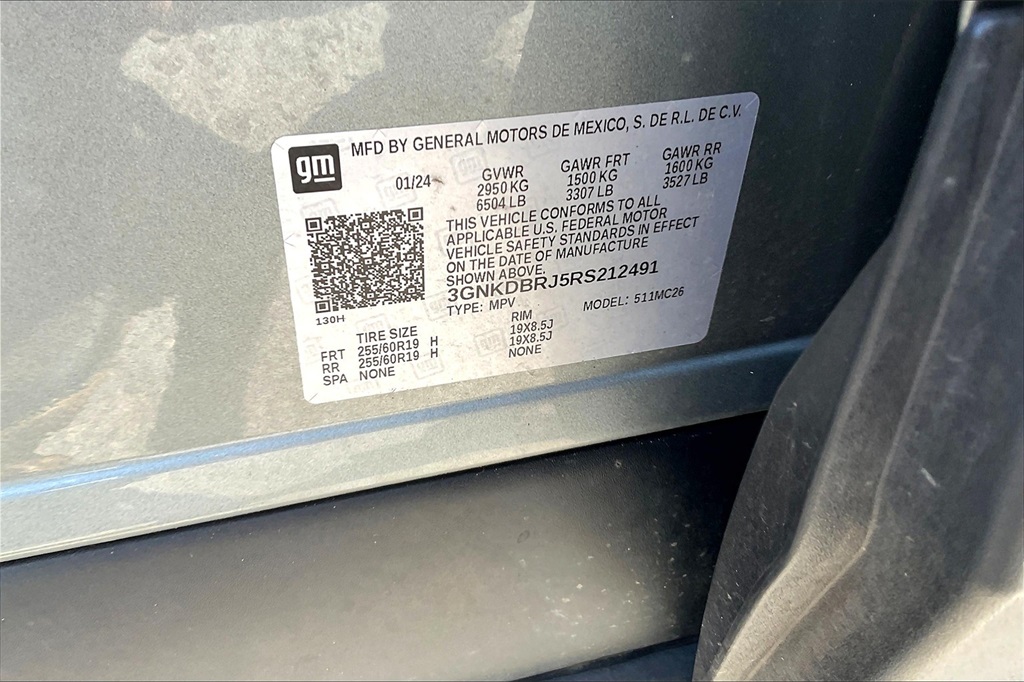 MFD BY GENERAL MOTORS DE MEXICO, S. DE R.L. DE C.V.
gm
01/24 GVWR GAWR FRT GAWR RR
2950 KG 1500 KG 1600 KG
6504 LB 3307 LB 3527 LB
THIS VEHICLE CONFORMS TO ALL
APPLICABLE U.S. FEDERAL MOTOR
VEHICLE SAFETY STANDARDS IN EFFECT
ON THE DATE OF MANUFACTURE
SHOWN ABOVE.
3GNKDBRJ5RS212491
TYPE: MPV MODEL: 511MC26
130H
TIRE SIZE RIM
FRT 255/60R19 H 19X8.5J
RR 255/60R19 H 19X8.5J
SPA NONE NONE